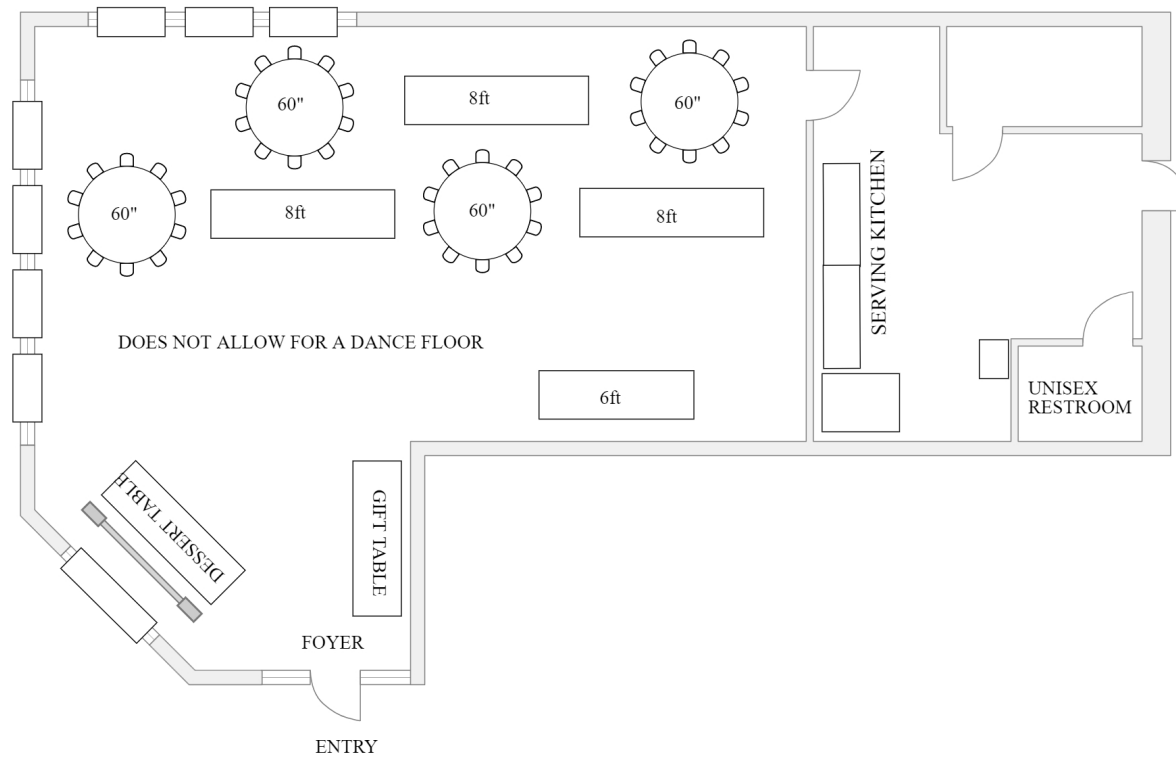 60"
8ft
60"
60"
8ft
60"
8ft
SERVING KITCHEN
DOES NOT ALLOW FOR A DANCE FLOOR
6ft
UNISEX
RESTROOM
DESSERT TABLE
GIFT TABLE
FOYER
ENTRY